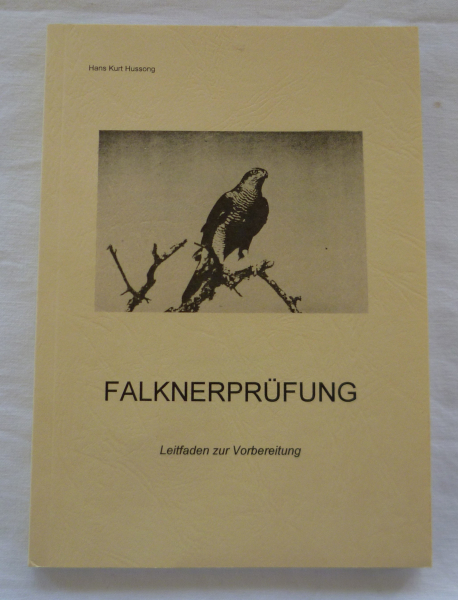 Hans Kurt Hussong
FALKNERPRÜFUNG
Leitfaden zur Vorbereitung